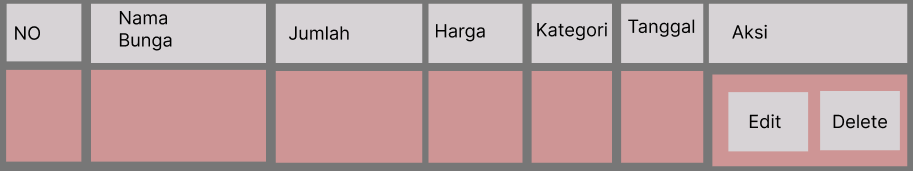 NO
Nama
Bunga
Jumlah
Harga
Kategori
Tanggal
Aksi
Edit
Delete